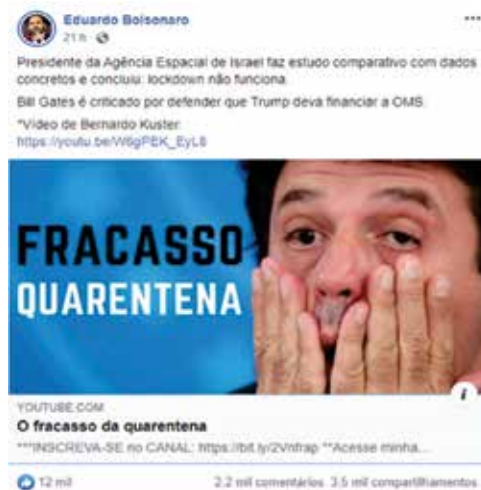 Eduardo Bolsonaro
21 h
Presidente da Agência Espacial de Israel faz estudo comparativo com dados
concretos e concluiu: lockdown não funciona.
Bill Gates é criticado por defender que Trump deva financiar a OMS.
*Vídeo de Bernardo Kuster:
https://youtu.be/W6gPEK_EyL8
FRACASSO
QUARENTENA
i
YOUTUBE.COM
O fracasso da quarentena
***INSCREVA-SE no CANAL: https://bit.ly/2Vnfrap **Acesse minha...
12 mil
2,2 mil comentários 3,5 mil compartilhamentos